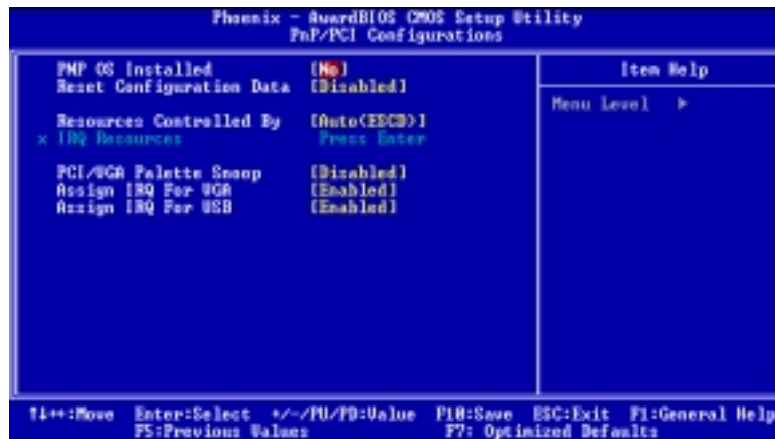 Phoenix - AwardBIOS CMOS Setup Utility
PnP/PCI Configurations
PNP OS Installed [No]
Reset Configuration Data [Disabled]
Resources Controlled By [Auto(ESCD)]
x IRQ Resources Press Enter
PCI/VGA Palette Snoop [Disabled]
Assign IRQ For VGA [Enabled]
Assign IRQ For USB [Enabled]
Item Help
Menu Level ▶
↑↓↔:Move Enter:Select +/-/PU/PD:Value F10:Save ESC:Exit F1:General Help
F5:Previous Values F7: Optimized Defaults